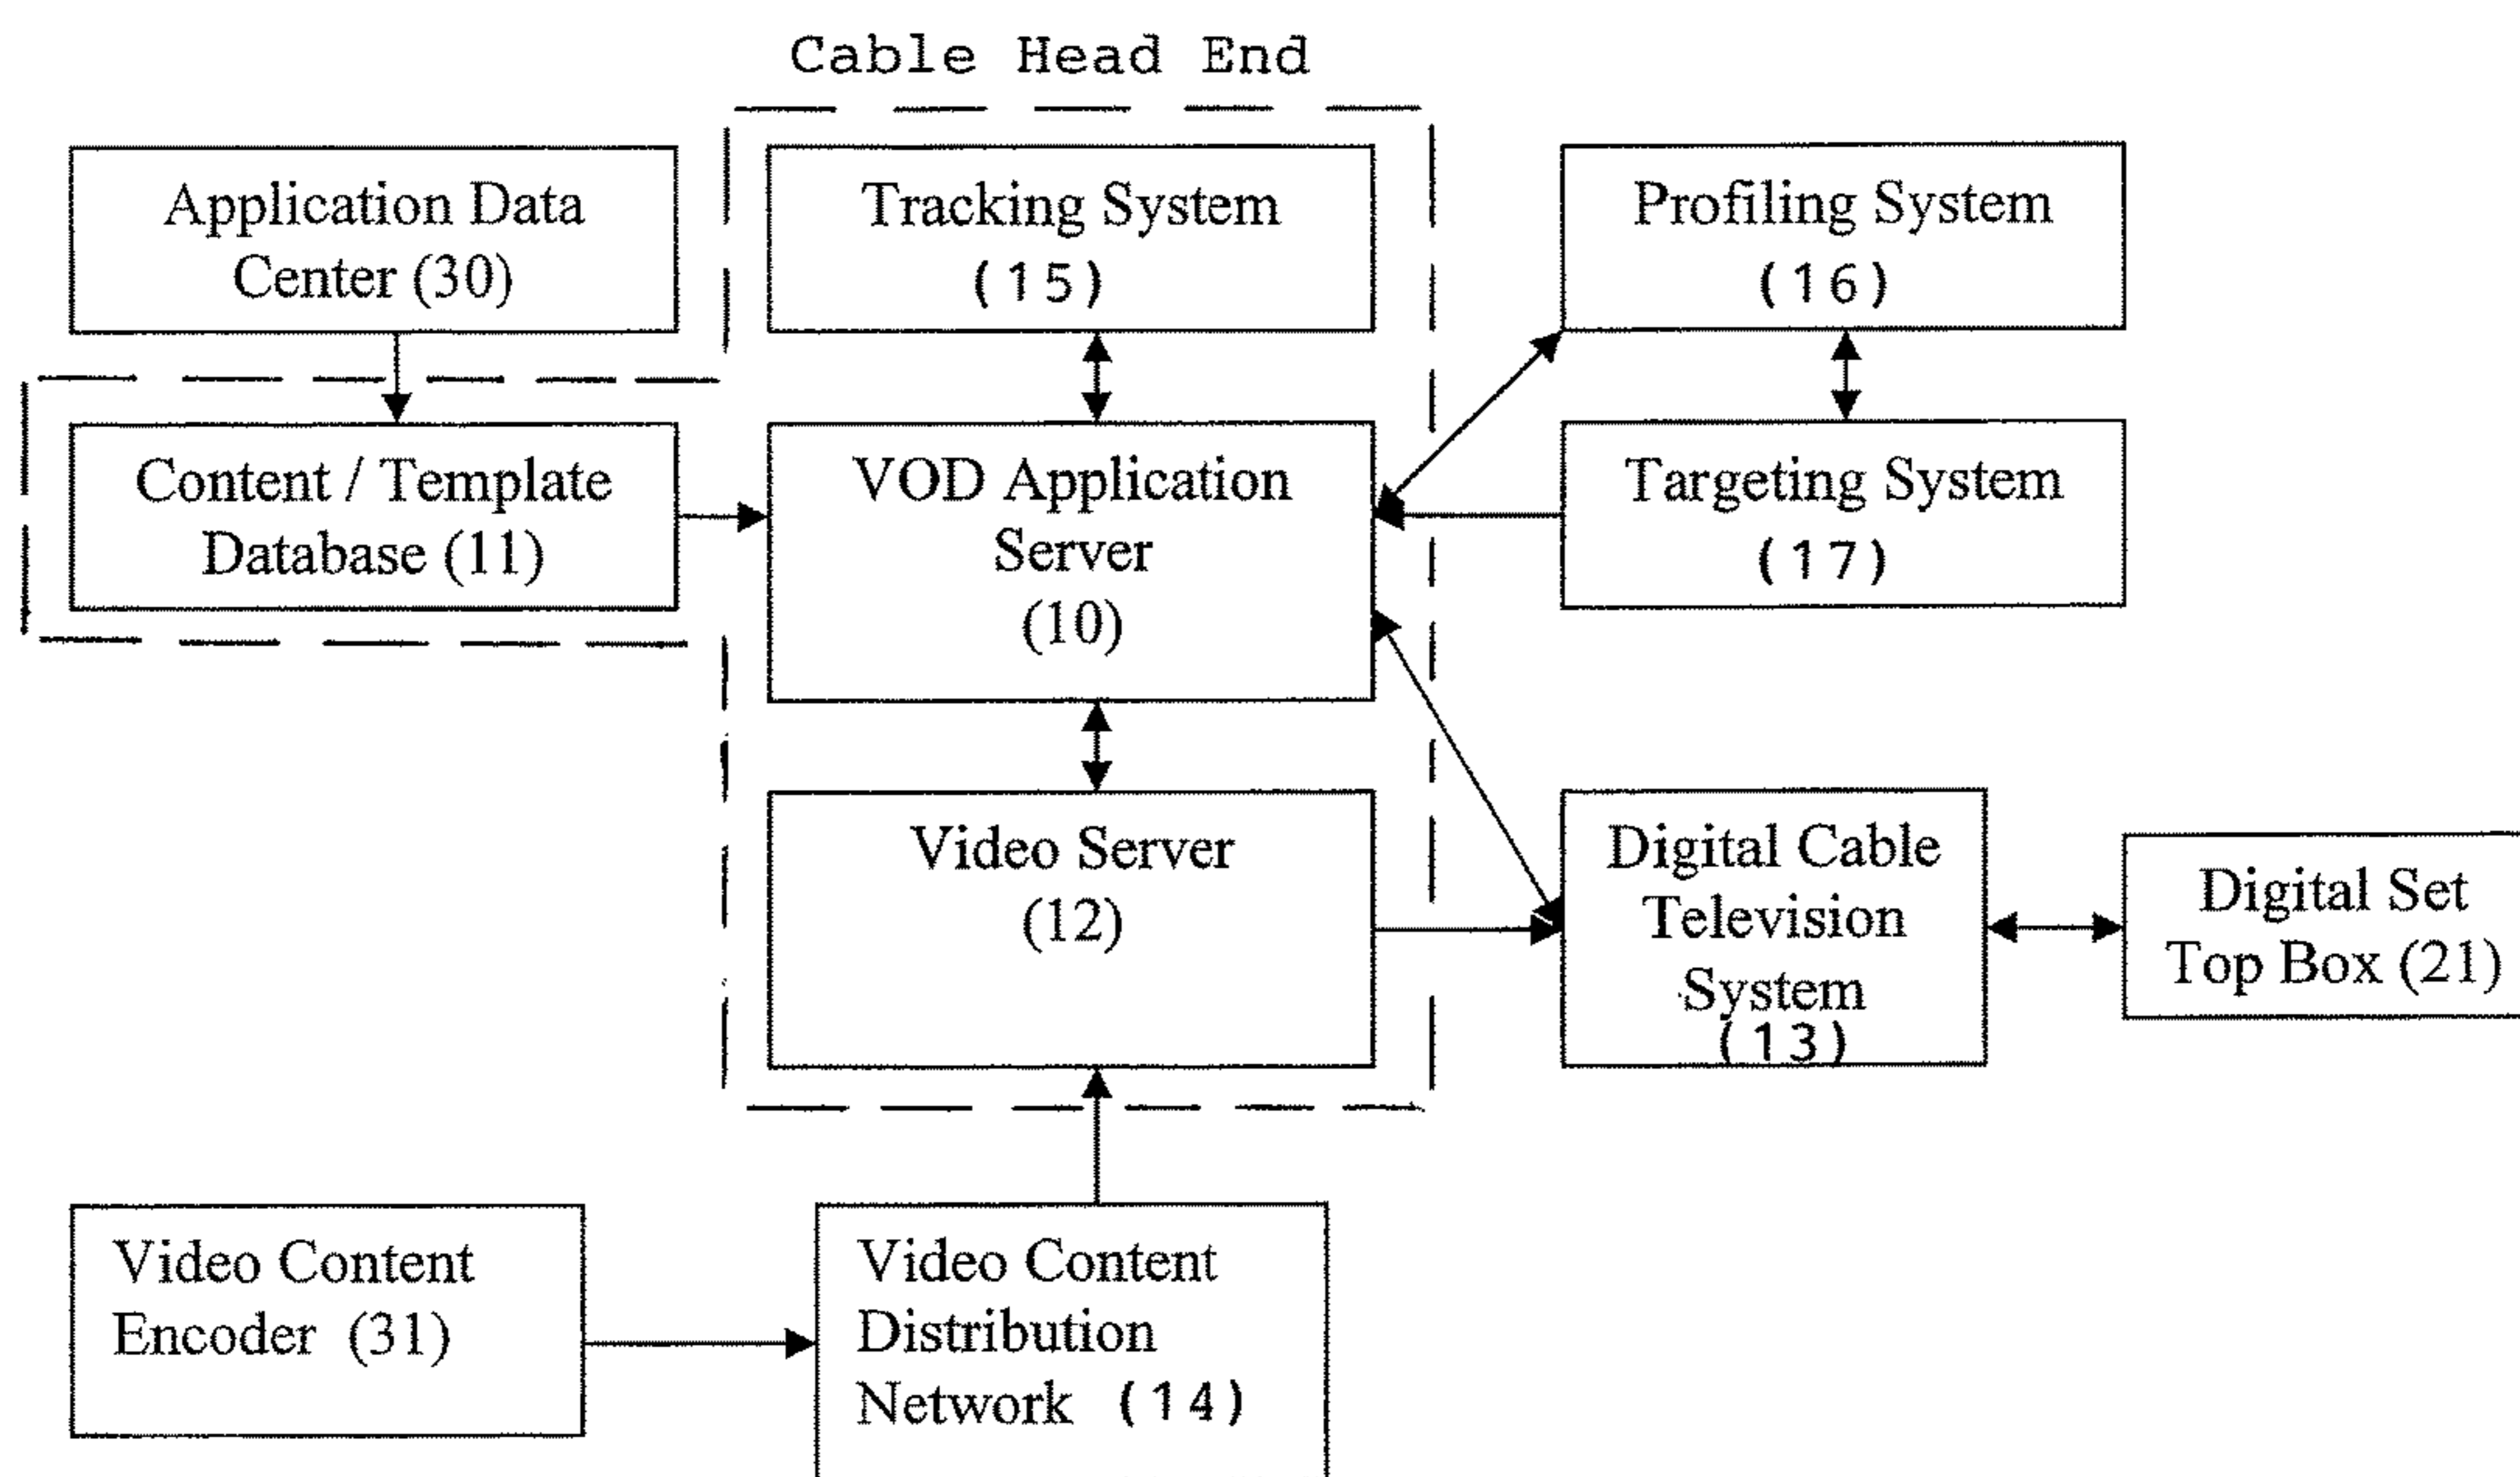 Cable Head End
Application Data
Center (30)
Tracking System
(15)
Profiling System
(16)
Content / Template
Database (11)
VOD Application
Server
(10)
Targeting System
(17)
Video Server
(12)
Digital Cable
Television
System
(13)
Digital Set
Top Box (21)
Video Content
Encoder (31)
Video Content
Distribution
Network (14)